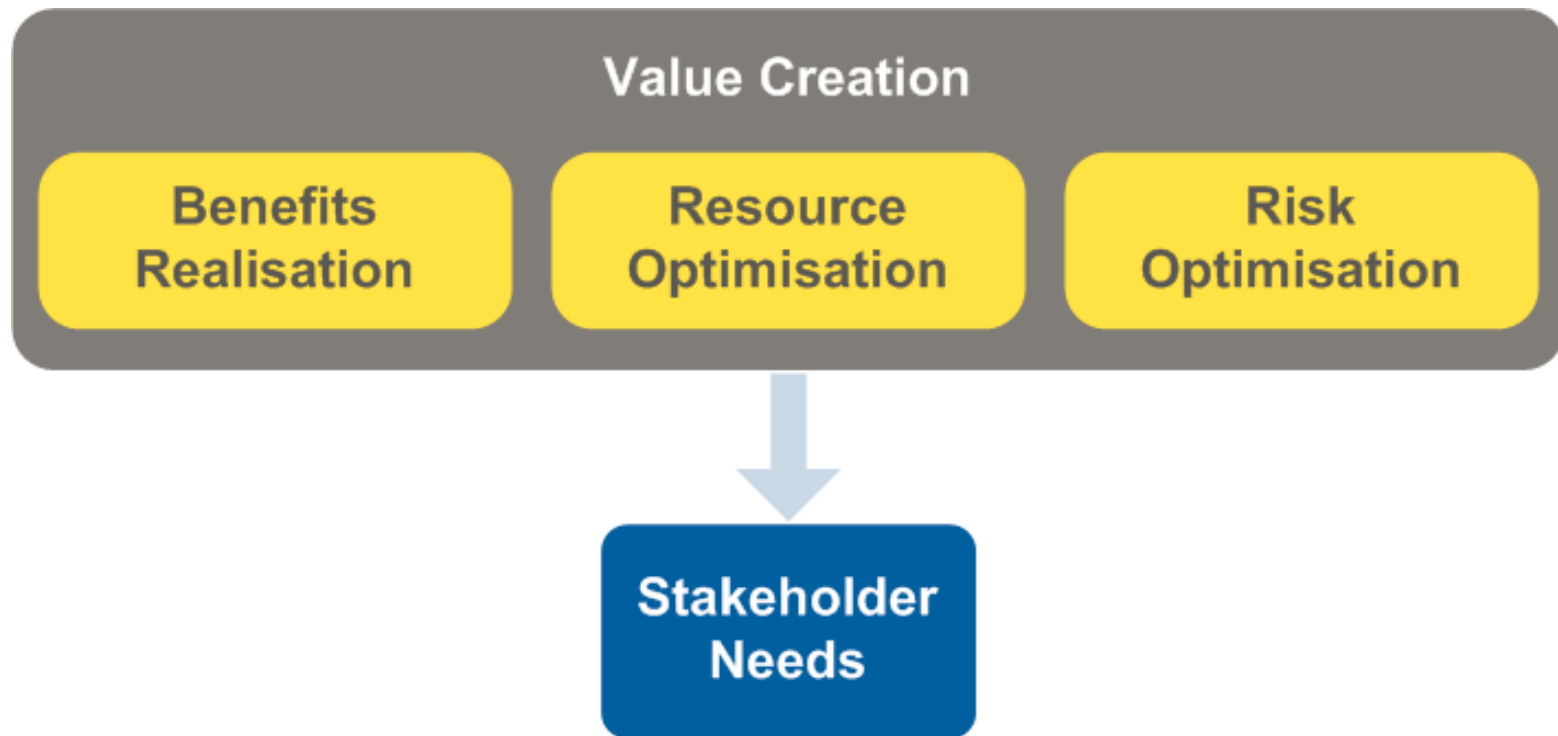 Value Creation
Benefits
Realisation
Resource
Optimisation
Risk
Optimisation
Stakeholder
Needs